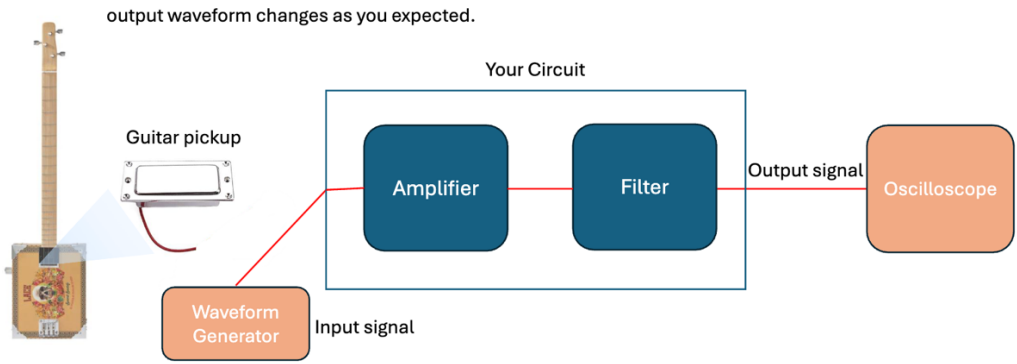 output waveform changes as you expected.
Your Circuit
Guitar pickup
Amplifier
Filter
Output signal
Oscilloscope
LACE
Waveform
Generator
Input signal